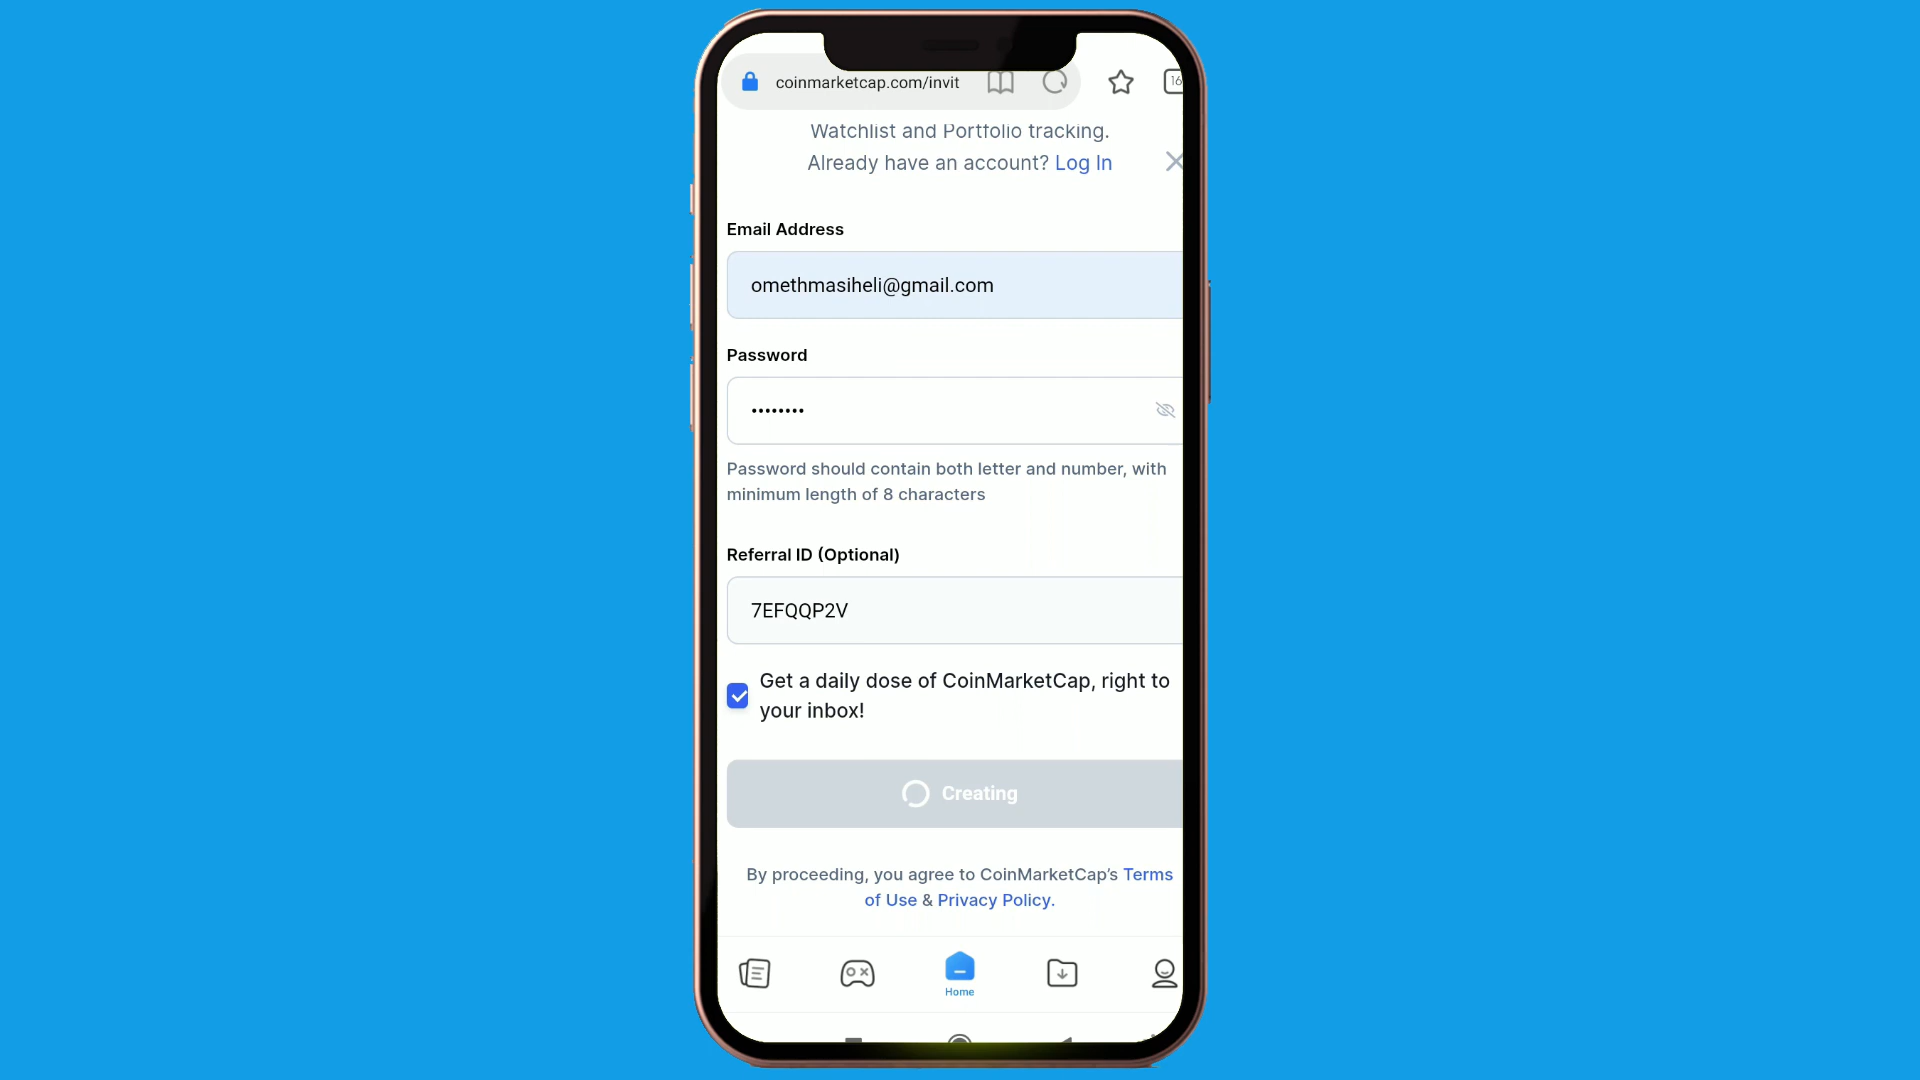 coinmarketcap.com/invit
16
Watchlist and Portfolio tracking.
Already have an account? Log In
Email Address
omethmasiheli@gmail.com
Password
••••••••
Password should contain both letter and number, with
minimum length of 8 characters
Referral ID (Optional)
7EFQQP2V
Get a daily dose of CoinMarketCap, right to
your inbox!
Creating
By proceeding, you agree to CoinMarketCap’s Terms
of Use & Privacy Policy.
Home